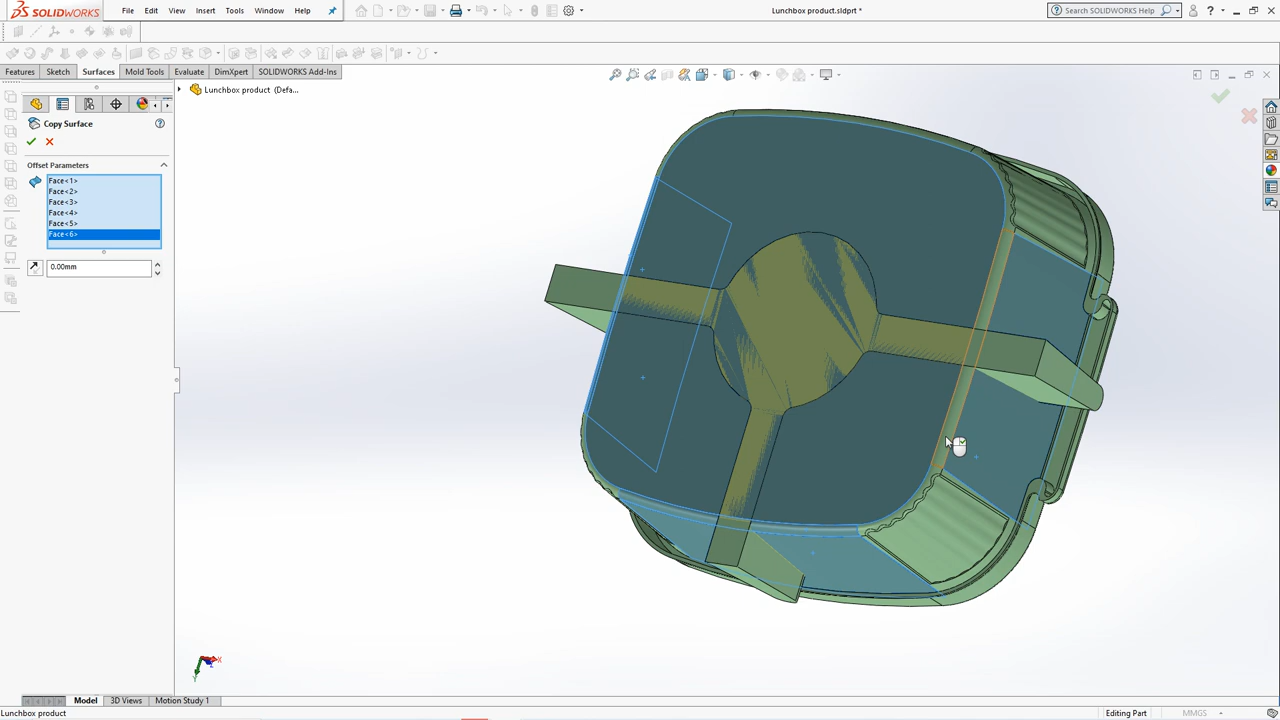 SOLIDWORKS
File Edit View Insert Tools Window Help
Lunchbox product.sldprt *
Search SOLIDWORKS Help
Features Sketch Surfaces Mold Tools Evaluate DimXpert SOLIDWORKS Add-Ins
Lunchbox product (Defa...
Copy Surface
Offset Parameters
Face<1>
Face<2>
Face<3>
Face<4>
Face<5>
Face<6>
0.00mm
X
Y
Model 3D Views Motion Study 1
Lunchbox product
Editing Part
MMGS